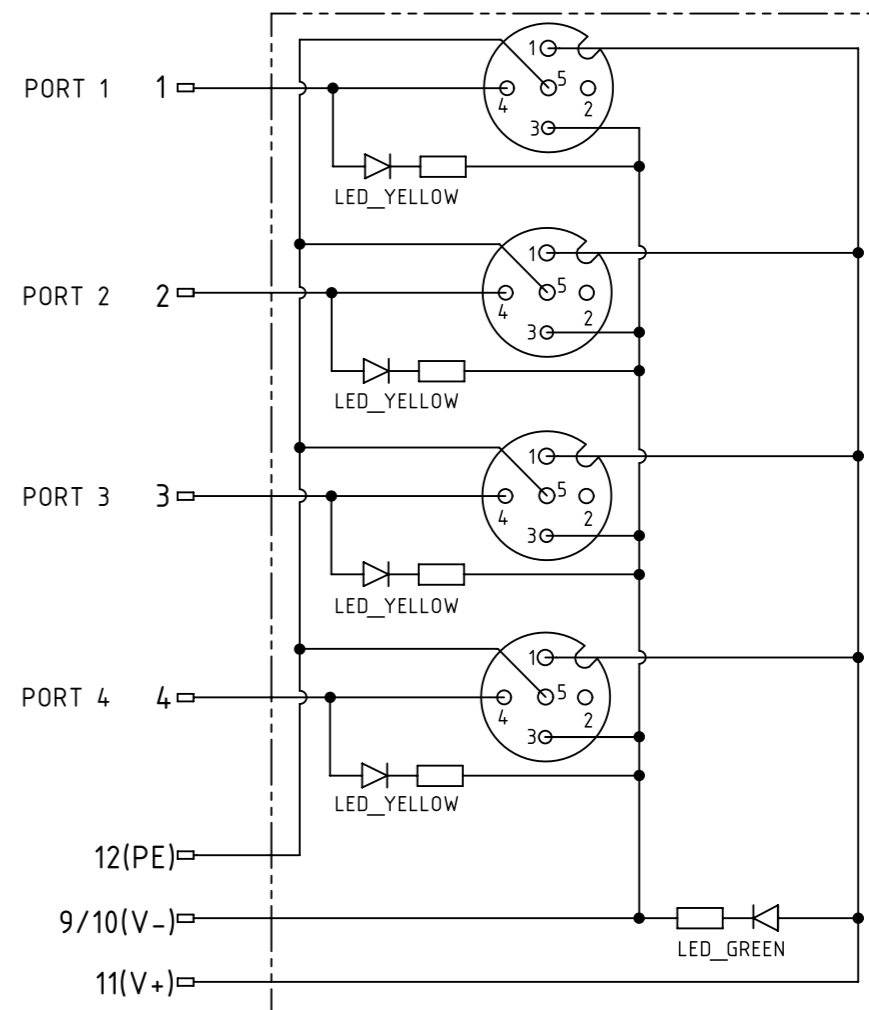 1
PORT 1 1 4 5 2
3
LED_YELLOW
1
PORT 2 2 4 5 2
3
LED_YELLOW
1
PORT 3 3 4 5 2
3
LED_YELLOW
1
PORT 4 4 4 5 2
3
LED_YELLOW
12(PE)
9/10(V-)
LED_GREEN
11(V+)